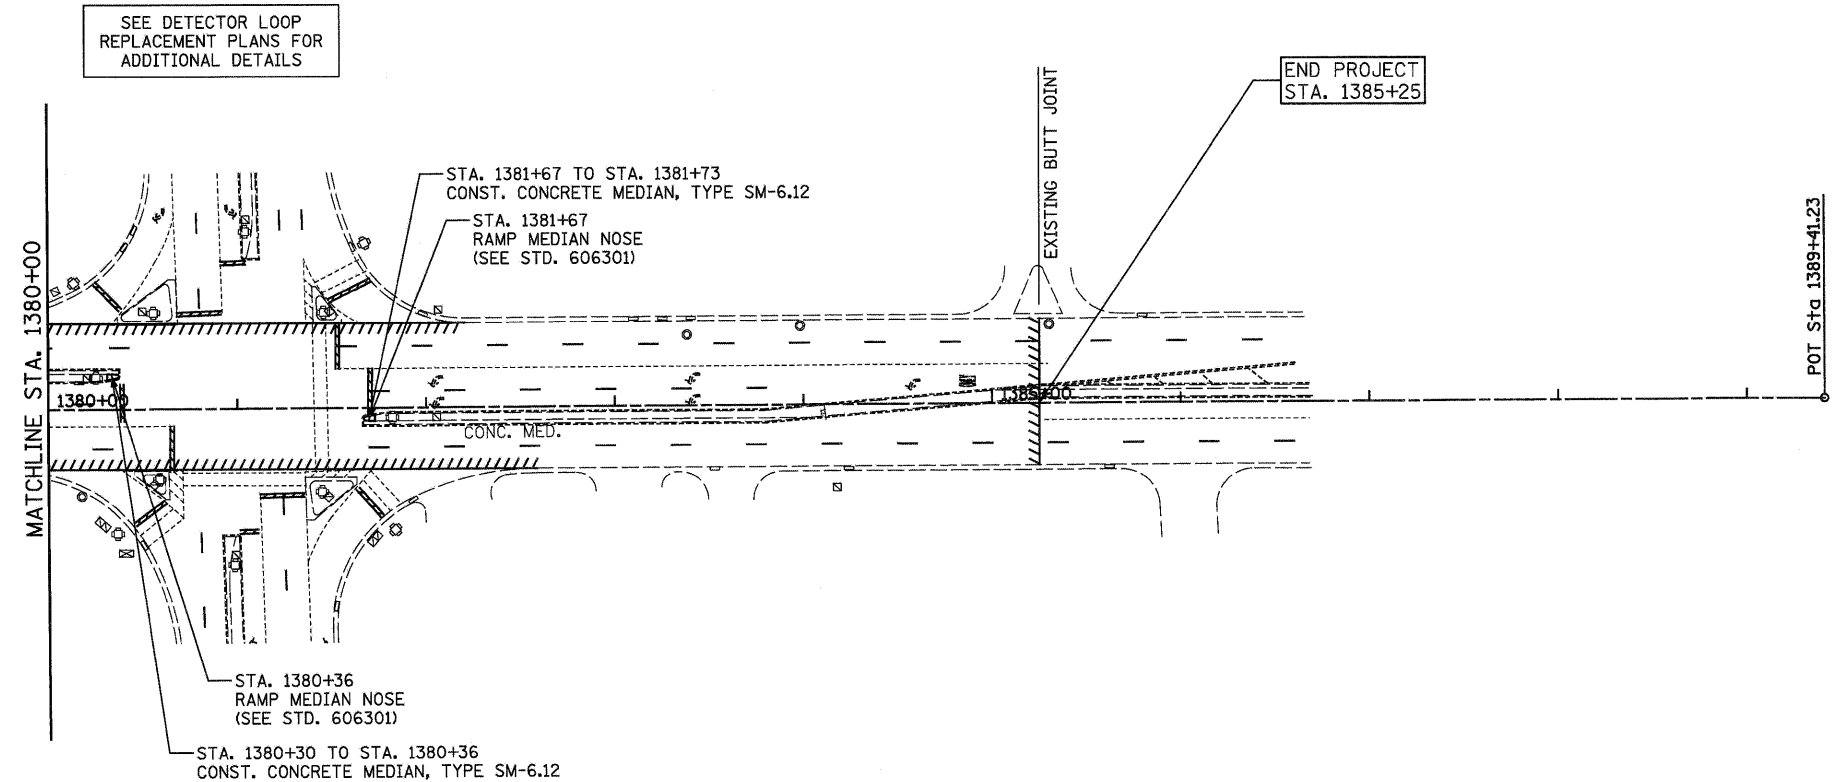 SEE DETECTOR LOOP
REPLACEMENT PLANS FOR
ADDITIONAL DETAILS
END PROJECT
STA. 1385+25
EXISTING BUTT JOINT
STA. 1381+67 TO STA. 1381+73
CONST. CONCRETE MEDIAN, TYPE SM-6.12
STA. 1381+67
RAMP MEDIAN NOSE
(SEE STD. 606301)
MATCHLINE STA. 1380+00
POT Sta 1389+41.23
1380+00
1385+00
CONC. MED.
STA. 1380+36
RAMP MEDIAN NOSE
(SEE STD. 606301)
STA. 1380+30 TO STA. 1380+36
CONST. CONCRETE MEDIAN, TYPE SM-6.12